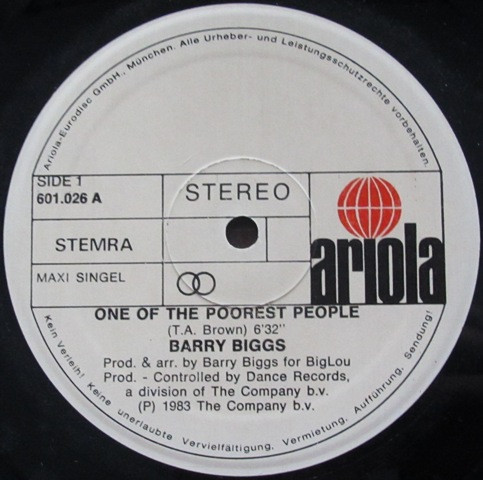 Ariola-Eurodisc GmbH., München. Alle Urheber- und Leistungsschutzrechte vorbehalten.
SIDE 1
601.026 A
STEREO
STEMRA
MAXI SINGEL
ariola
ONE OF THE POOREST PEOPLE
(T.A. Brown) 6'32"
BARRY BIGGS
Prod. & arr. by Barry Biggs for BigLou
Prod. - Controlled by Dance Records,
a division of The Company b.v.
(P) 1983 The Company b.v.
Kein Verleih! Keine unerlaubte Vervielfältigung, Vermietung, Aufführung, Sendung!